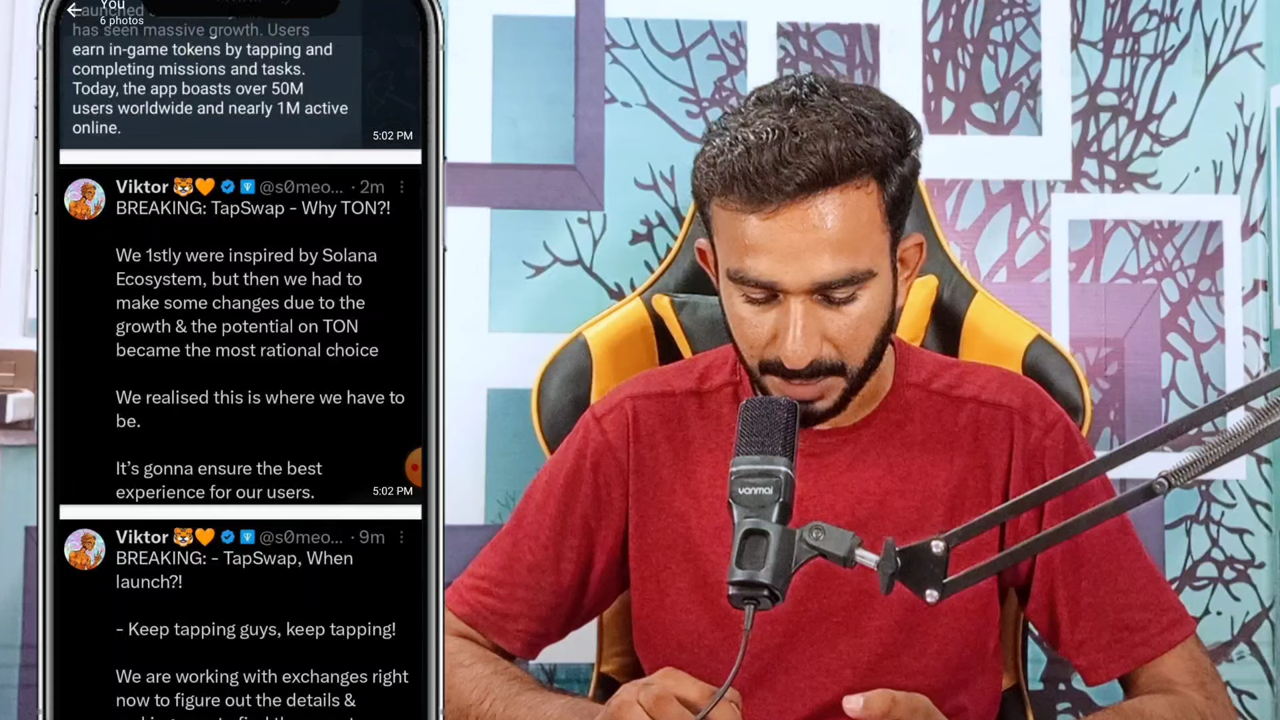 You
6 photos
has seen massive growth. Users
earn in-game tokens by tapping and
completing missions and tasks.
Today, the app boasts over 50M
users worldwide and nearly 1M active
online.
5:02 PM
Viktor 🐯🧡 @s0meo... · 2m
BREAKING: TapSwap - Why TON?!
We 1stly were inspired by Solana
Ecosystem, but then we had to
make some changes due to the
growth & the potential on TON
became the most rational choice
We realised this is where we have to
be.
It’s gonna ensure the best
experience for our users.
5:02 PM
Viktor 🐯🧡 @s0meo... · 9m
BREAKING: - TapSwap, When
launch?!
- Keep tapping guys, keep tapping!
We are working with exchanges right
now to figure out the details &
vanmai